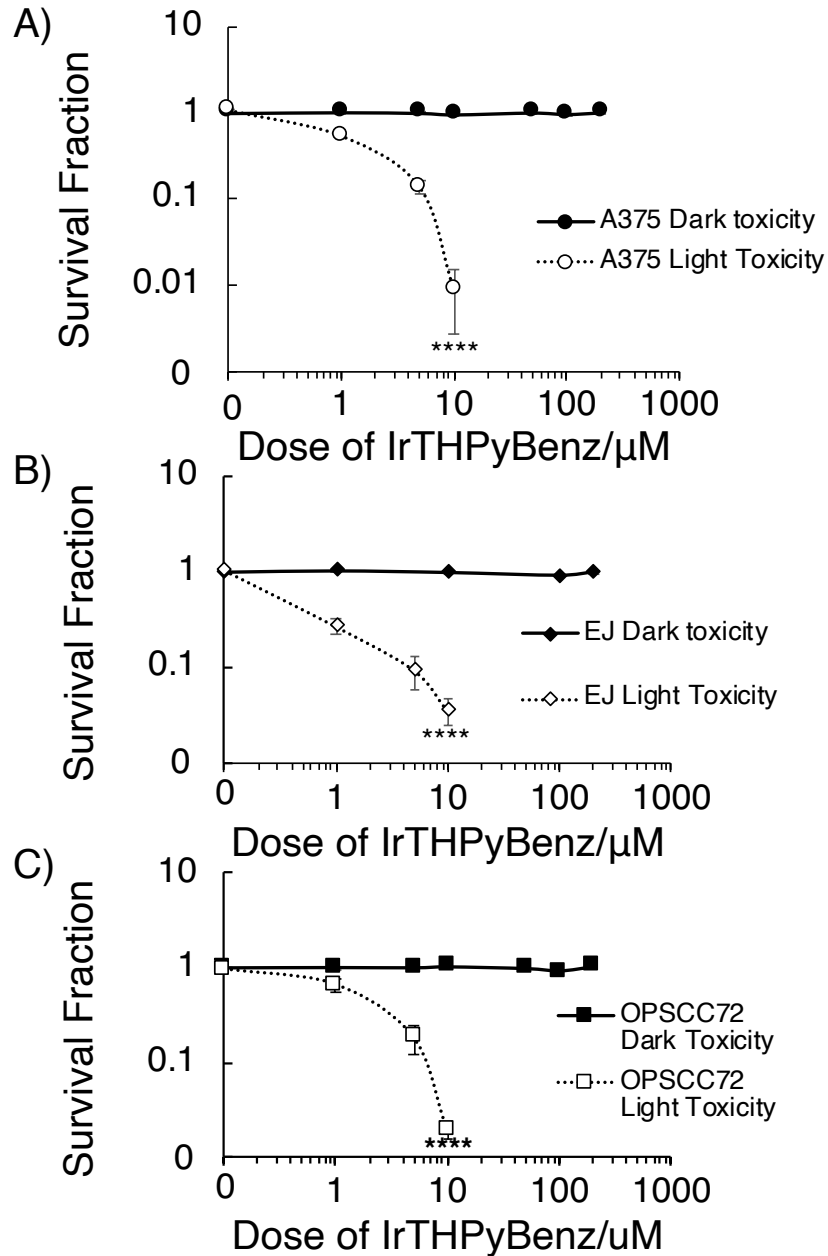 A)
10
1
0.1
0.01
0
Survival Fraction
A375 Dark toxicity
A375 Light Toxicity
****
0 1 10 100 1000
Dose of IrTHPyBenz/µM
B)
10
1
0.1
0
Survival Fraction
EJ Dark toxicity
EJ Light Toxicity
****
0 1 10 100 1000
Dose of IrTHPyBenz/µM
C)
10
1
0.1
0
Survival Fraction
OPSCC72
Dark Toxicity
OPSCC72
Light Toxicity
****
0 1 10 100 1000
Dose of IrTHPyBenz/uM